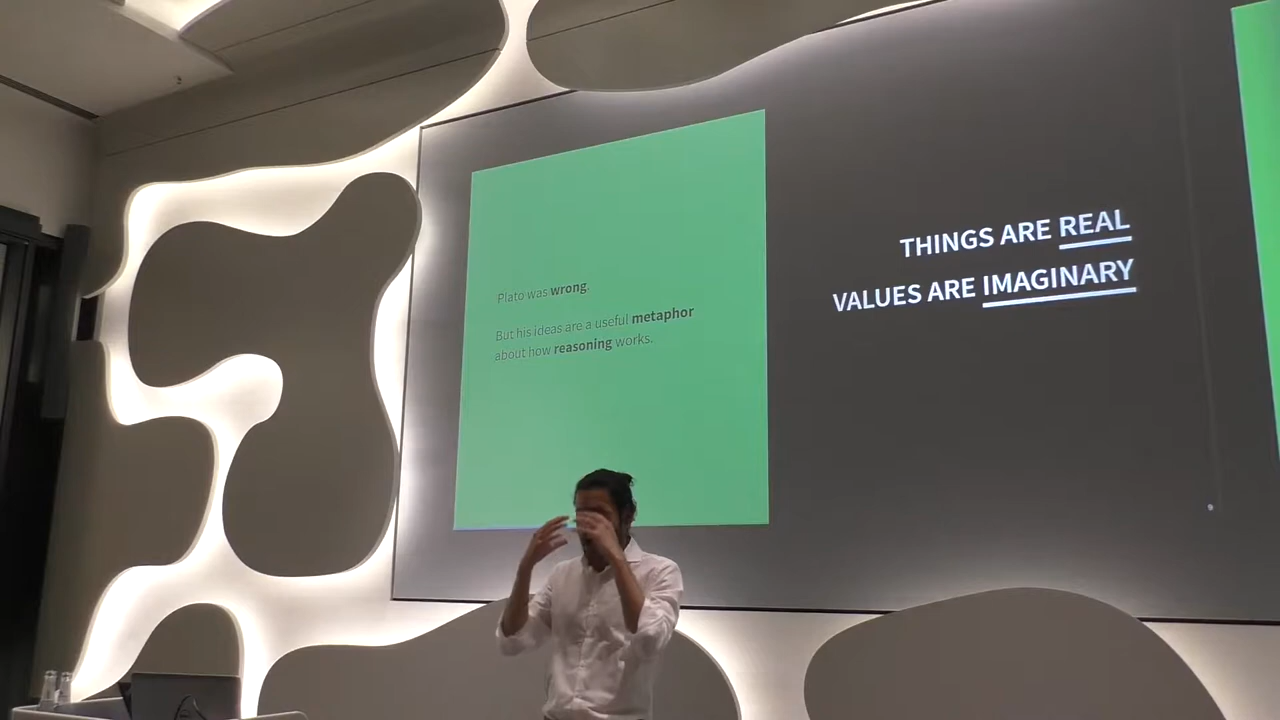 Plato was wrong.
But his ideas are a useful metaphor
about how reasoning works.
THINGS ARE REAL
VALUES ARE IMAGINARY